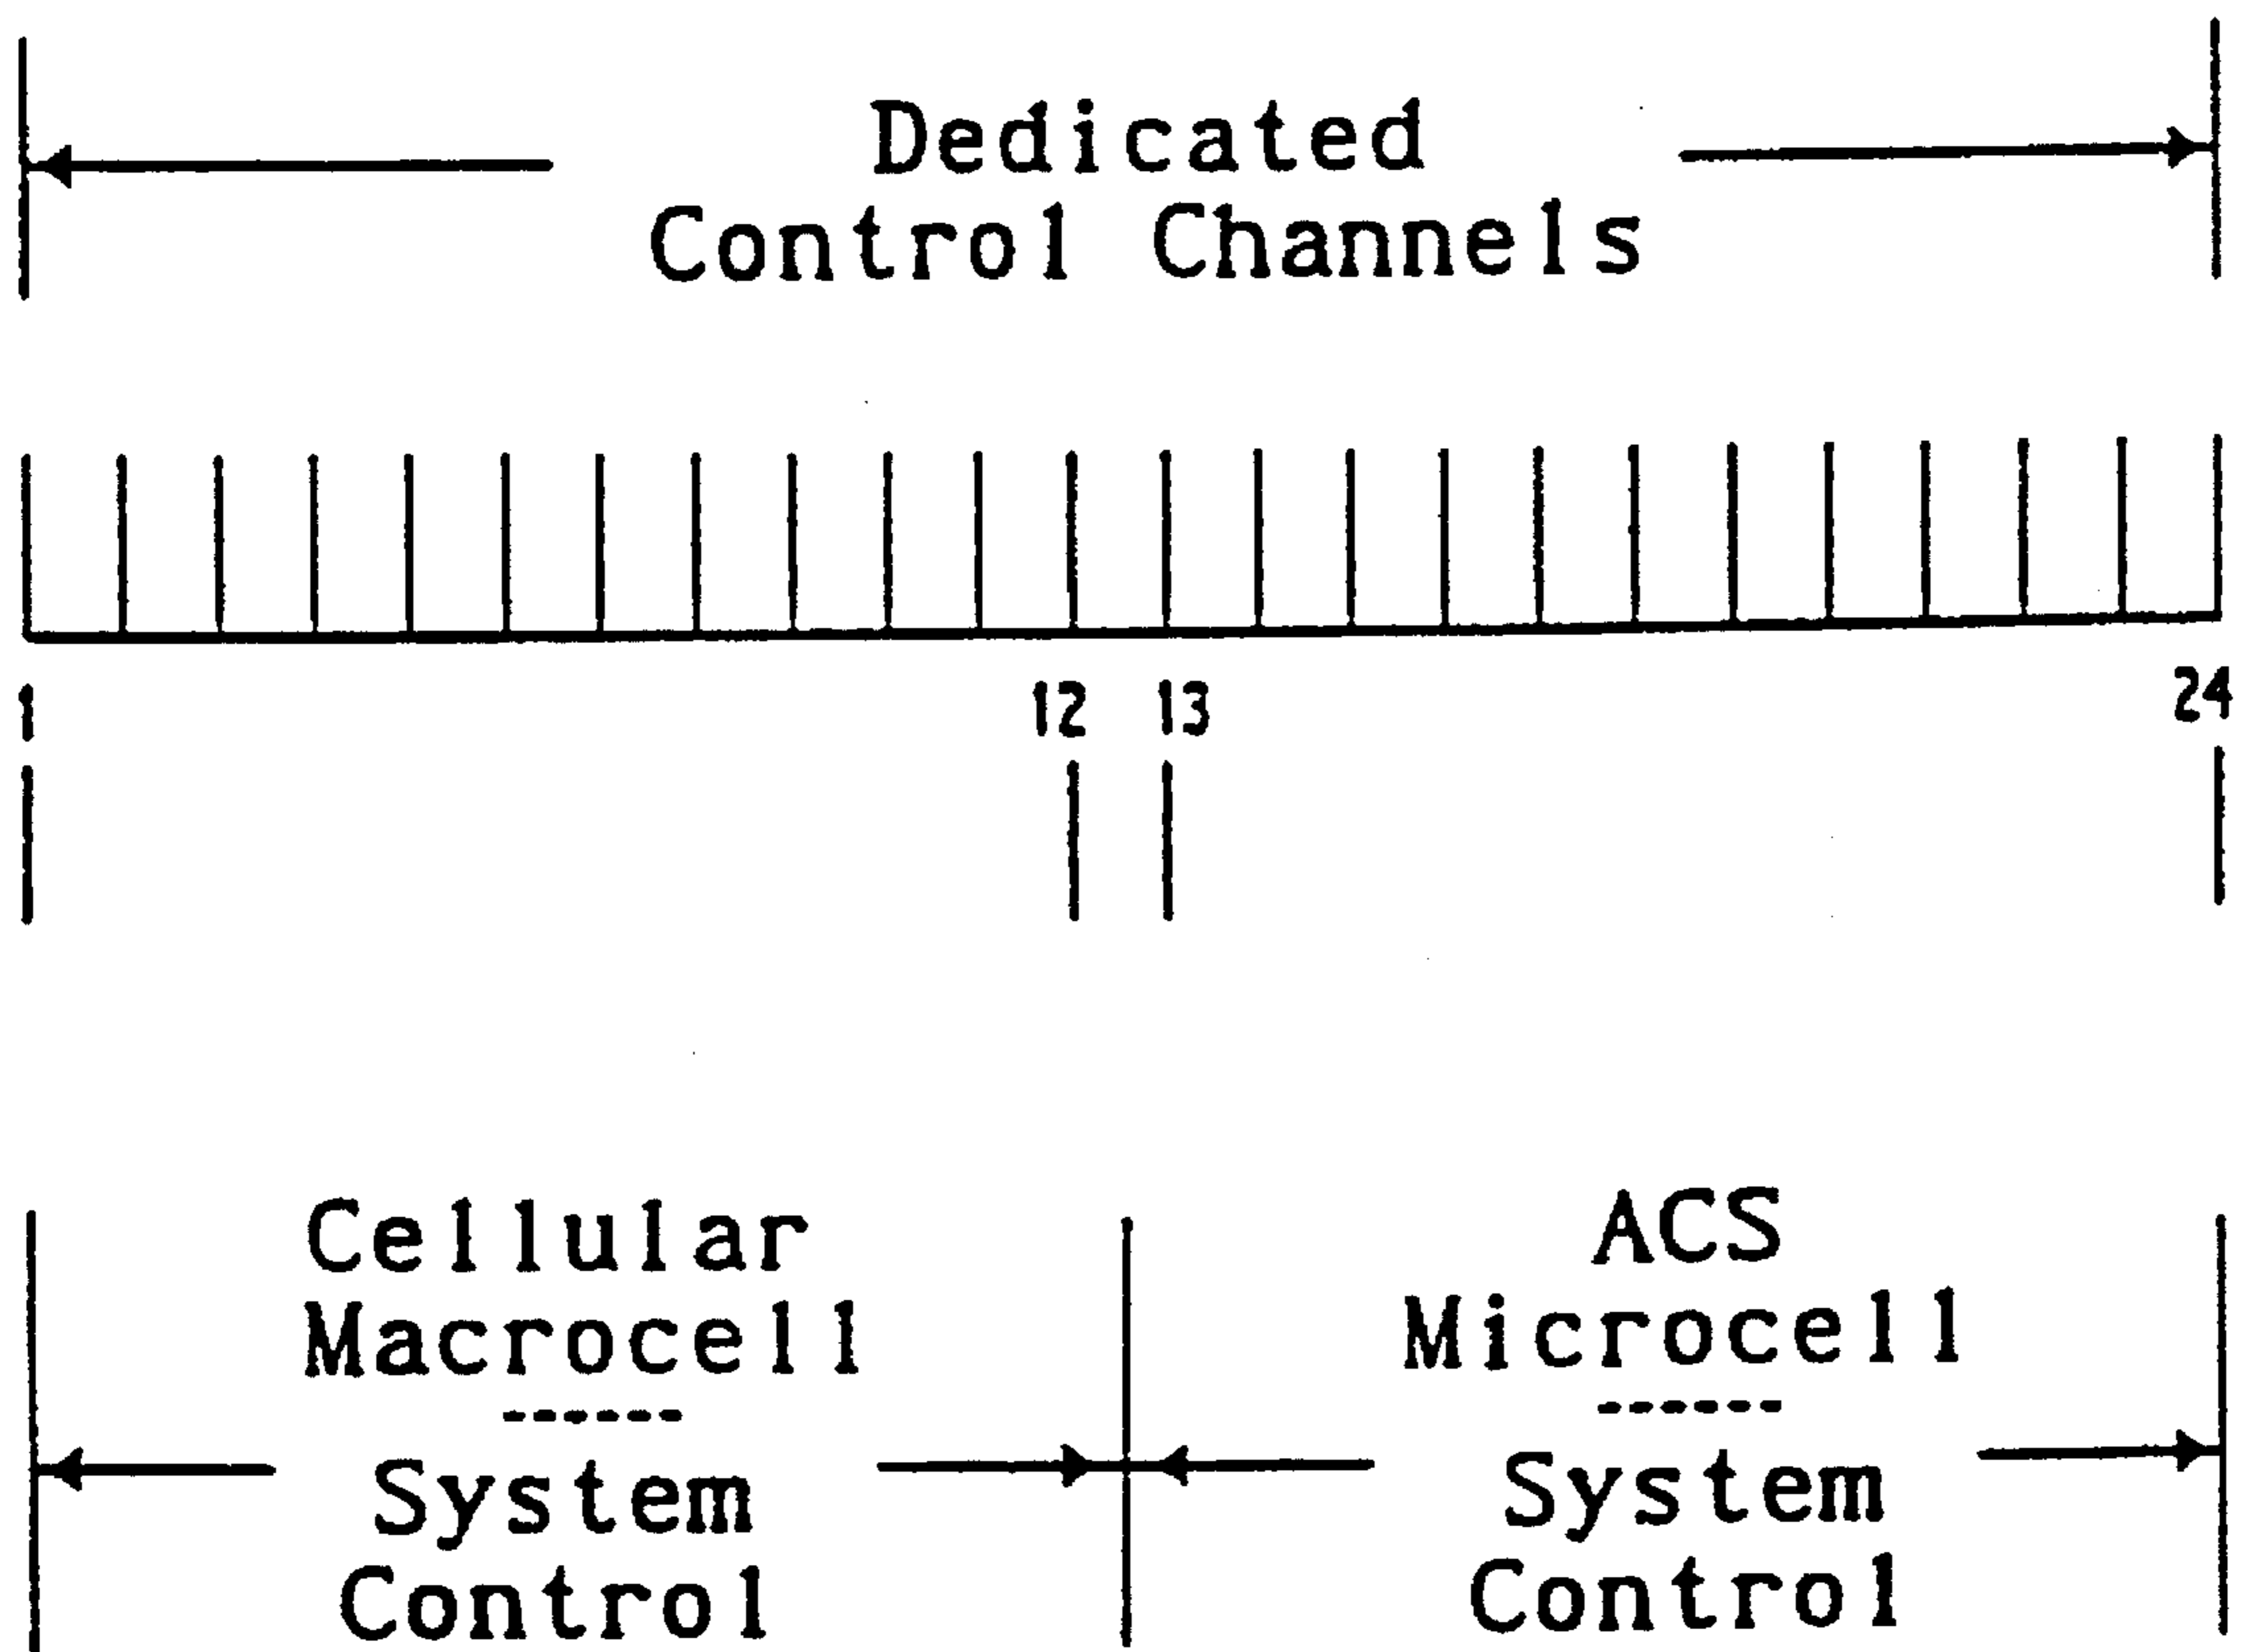 Dedicated
Control Channels
1 12 13 24
Cellular
Macrocell
------
System
Control
ACS
Microcell
------
System
Control